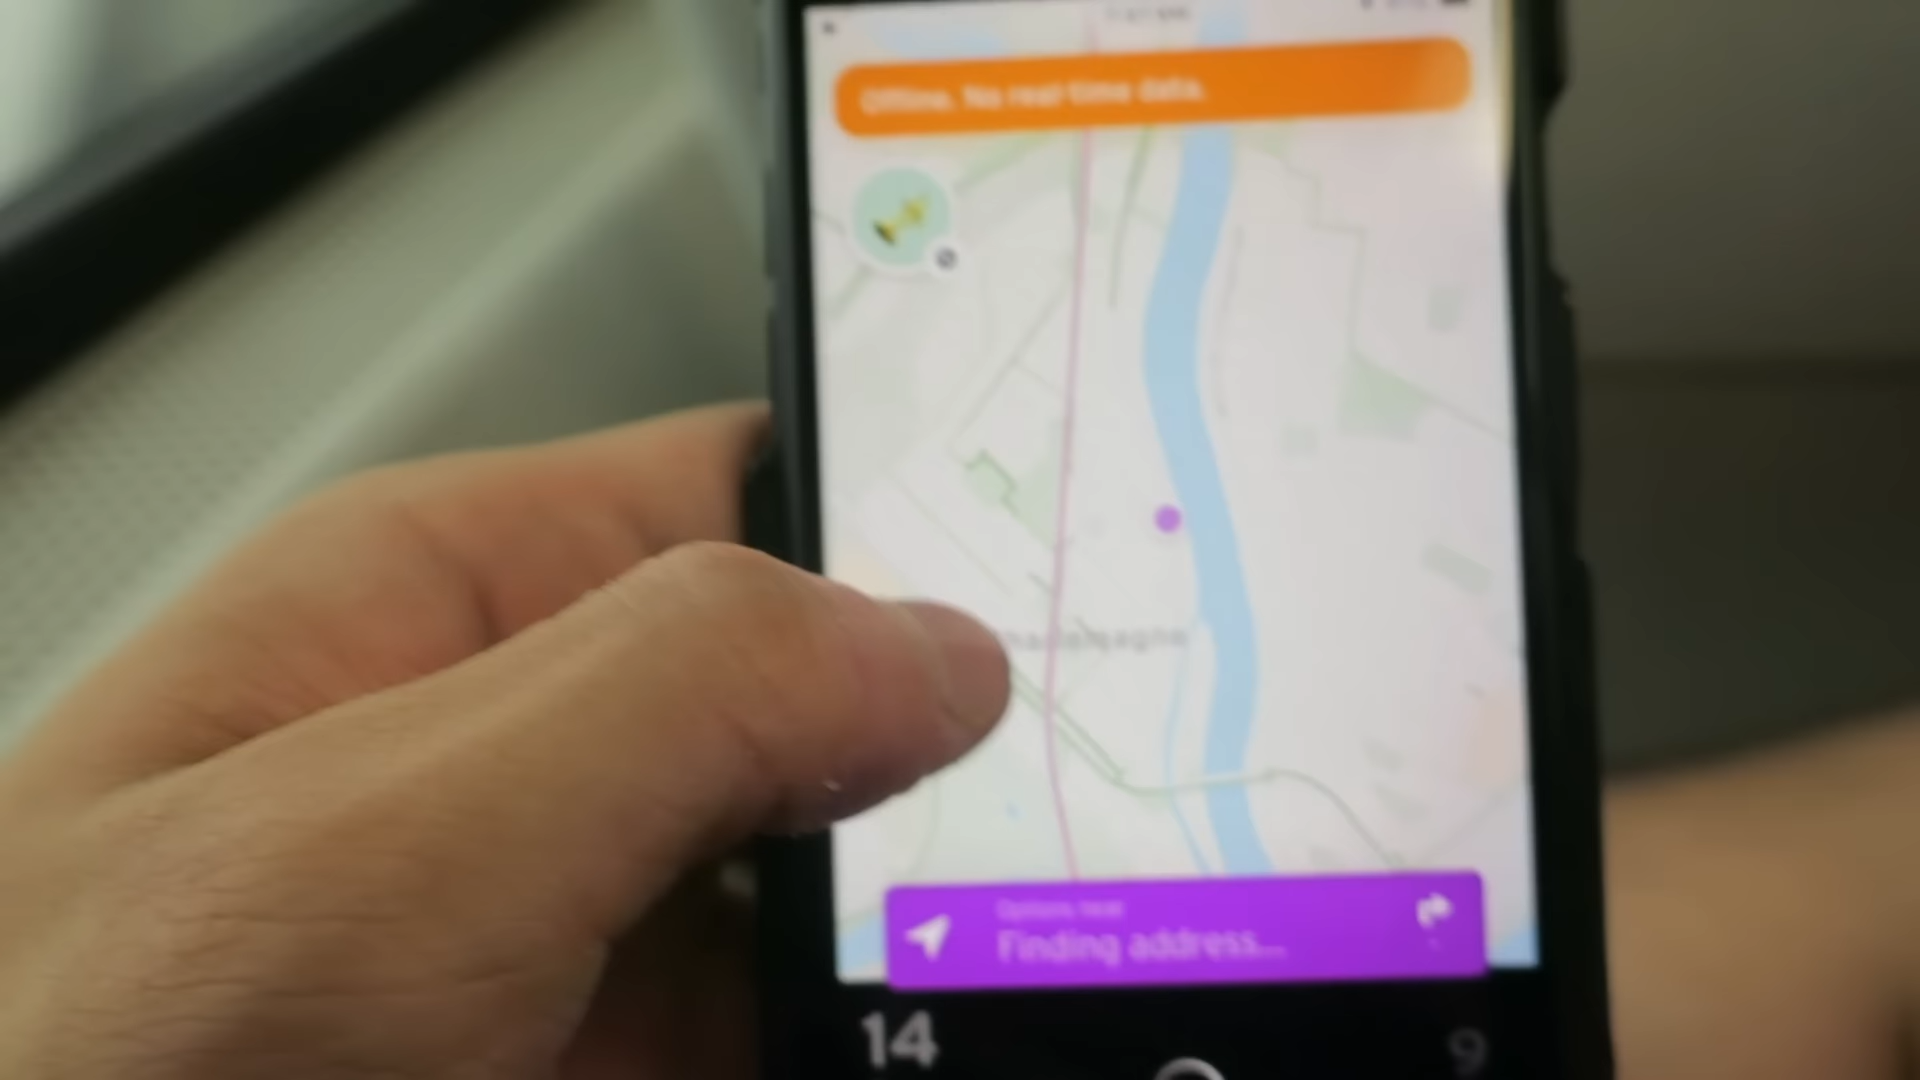 Offline. No real-time data.
Options near
Finding address...
14
9